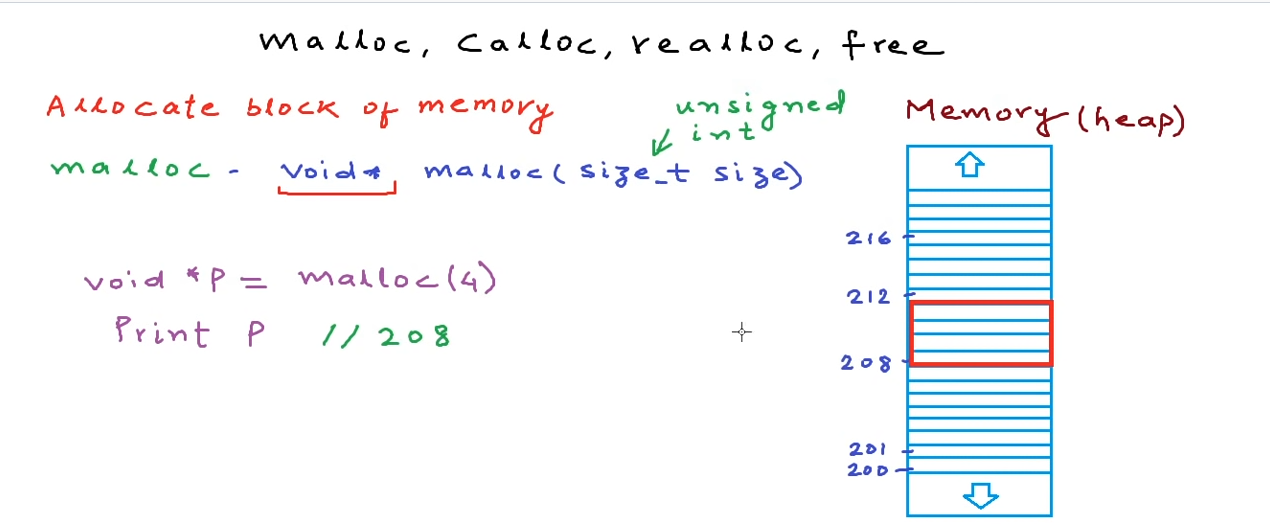 malloc, calloc, realloc, free
Allocate block of memory
unsigned
int
malloc - void* malloc(size_t size)
void *P = malloc(4)
Print P // 208
Memory (heap)
216
212
208
201
200